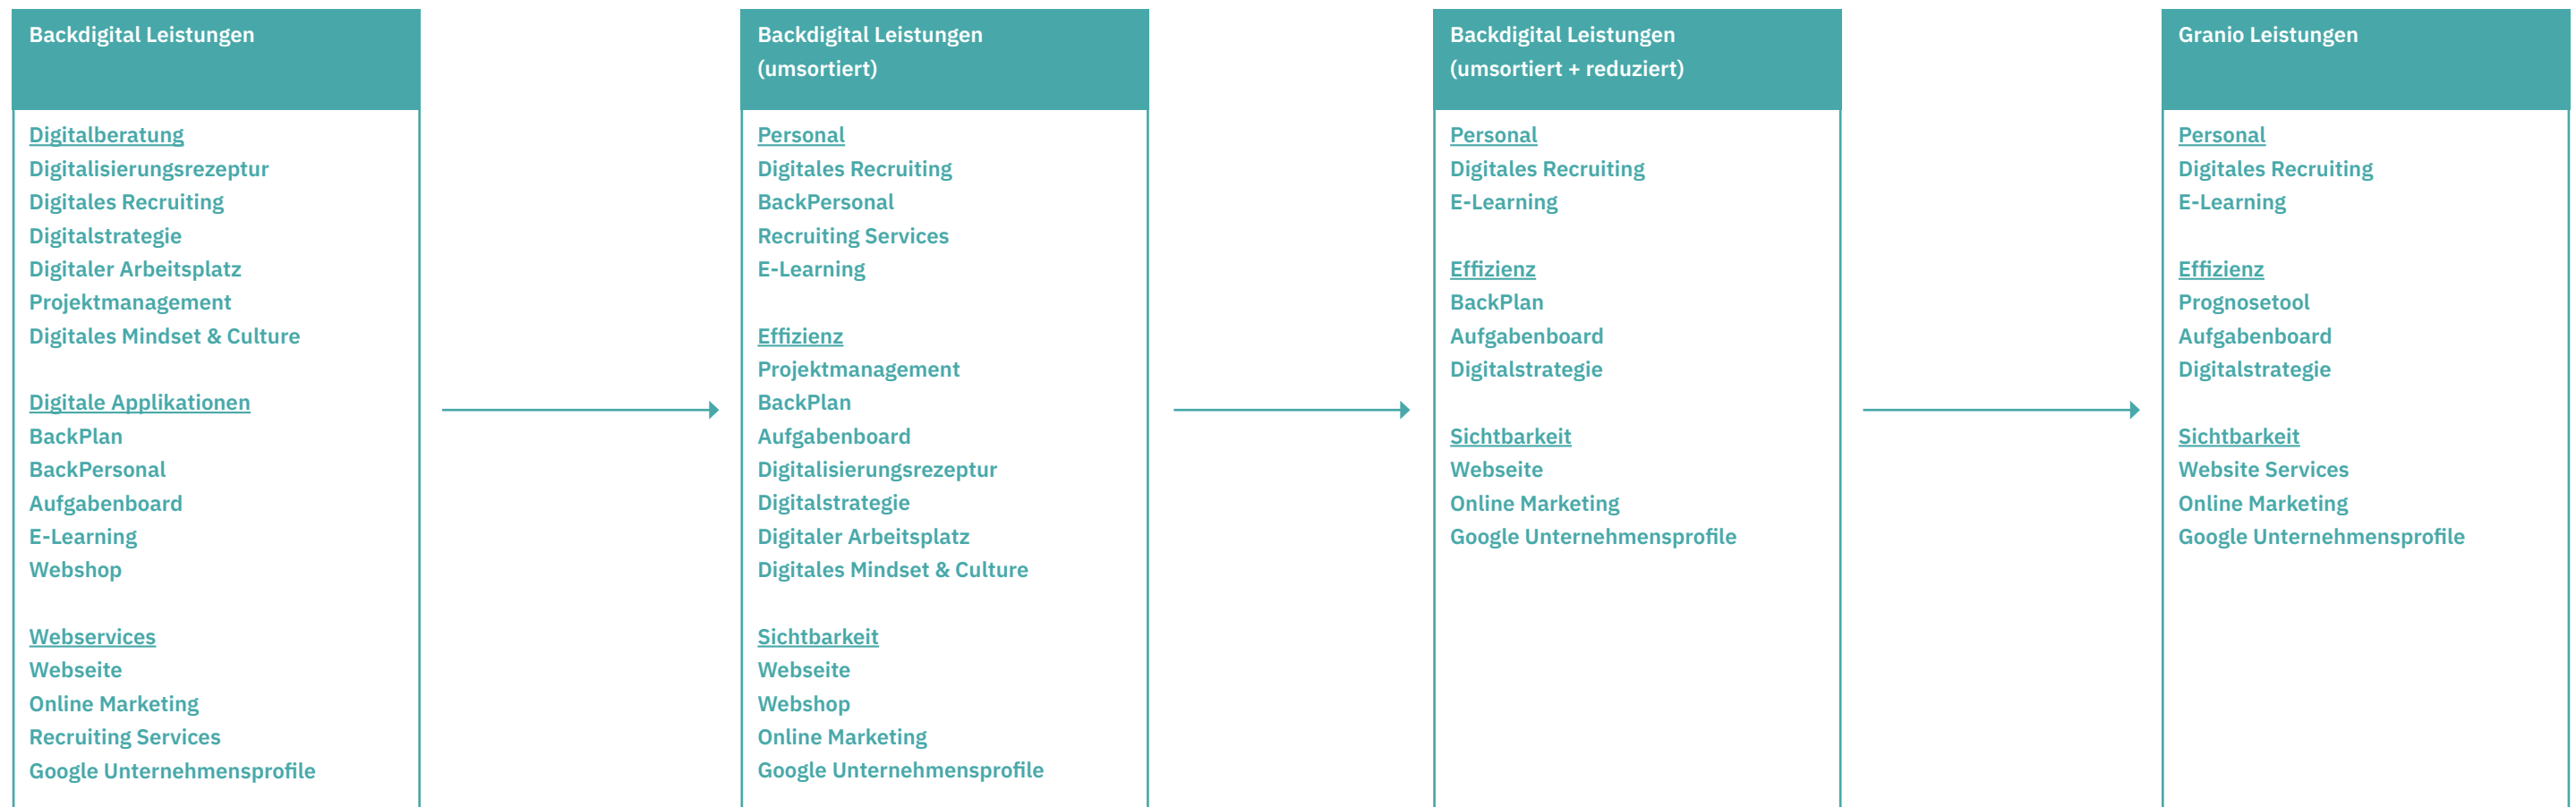 Backdigital Leistungen
Digitalberatung
Digitalisierungsrezeptur
Digitales Recruiting
Digitalstrategie
Digitaler Arbeitsplatz
Projektmanagement
Digitales Mindset & Culture
Digitale Applikationen
BackPlan
BackPersonal
Aufgabenboard
E-Learning
Webshop
Webservices
Webseite
Online Marketing
Recruiting Services
Google Unternehmensprofile
Backdigital Leistungen
(umsortiert)
Personal
Digitales Recruiting
BackPersonal
Recruiting Services
E-Learning
Effizienz
Projektmanagement
BackPlan
Aufgabenboard
Digitalisierungsrezeptur
Digitalstrategie
Digitaler Arbeitsplatz
Digitales Mindset & Culture
Sichtbarkeit
Webseite
Webshop
Online Marketing
Google Unternehmensprofile
Backdigital Leistungen
(umsortiert + reduziert)
Personal
Digitales Recruiting
E-Learning
Effizienz
BackPlan
Aufgabenboard
Digitalstrategie
Sichtbarkeit
Webseite
Online Marketing
Google Unternehmensprofile
Granio Leistungen
Personal
Digitales Recruiting
E-Learning
Effizienz
Prognosetool
Aufgabenboard
Digitalstrategie
Sichtbarkeit
Website Services
Online Marketing
Google Unternehmensprofile